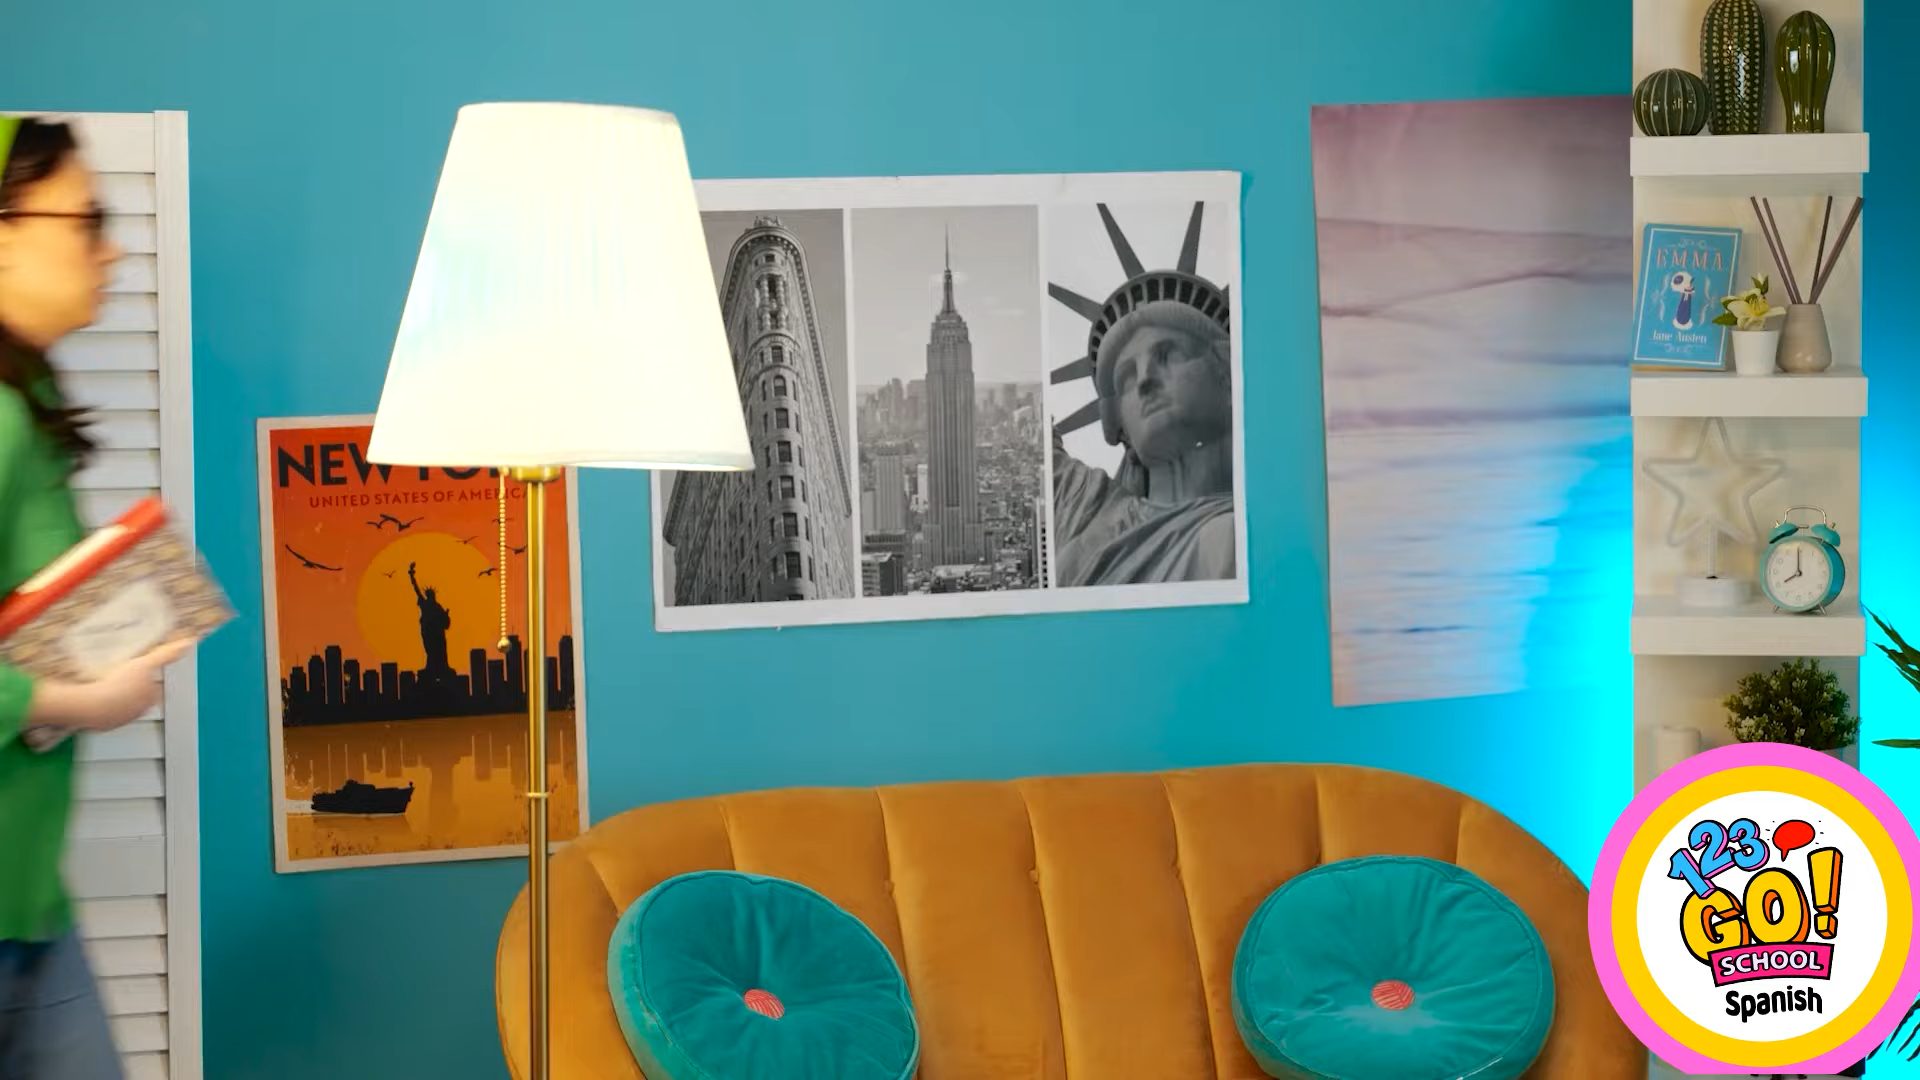 NEW YO
UNITED STATES OF AMERICA
EMMA
Jane Austen
123
GO!
SCHOOL
Spanish